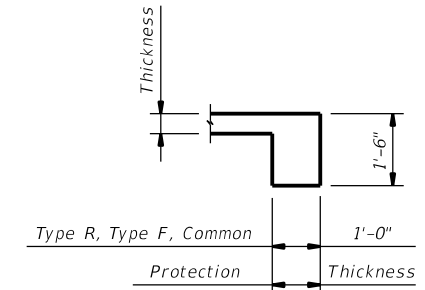 Thickness
1'-6"
Type R, Type F, Common 1'-0"
Protection Thickness